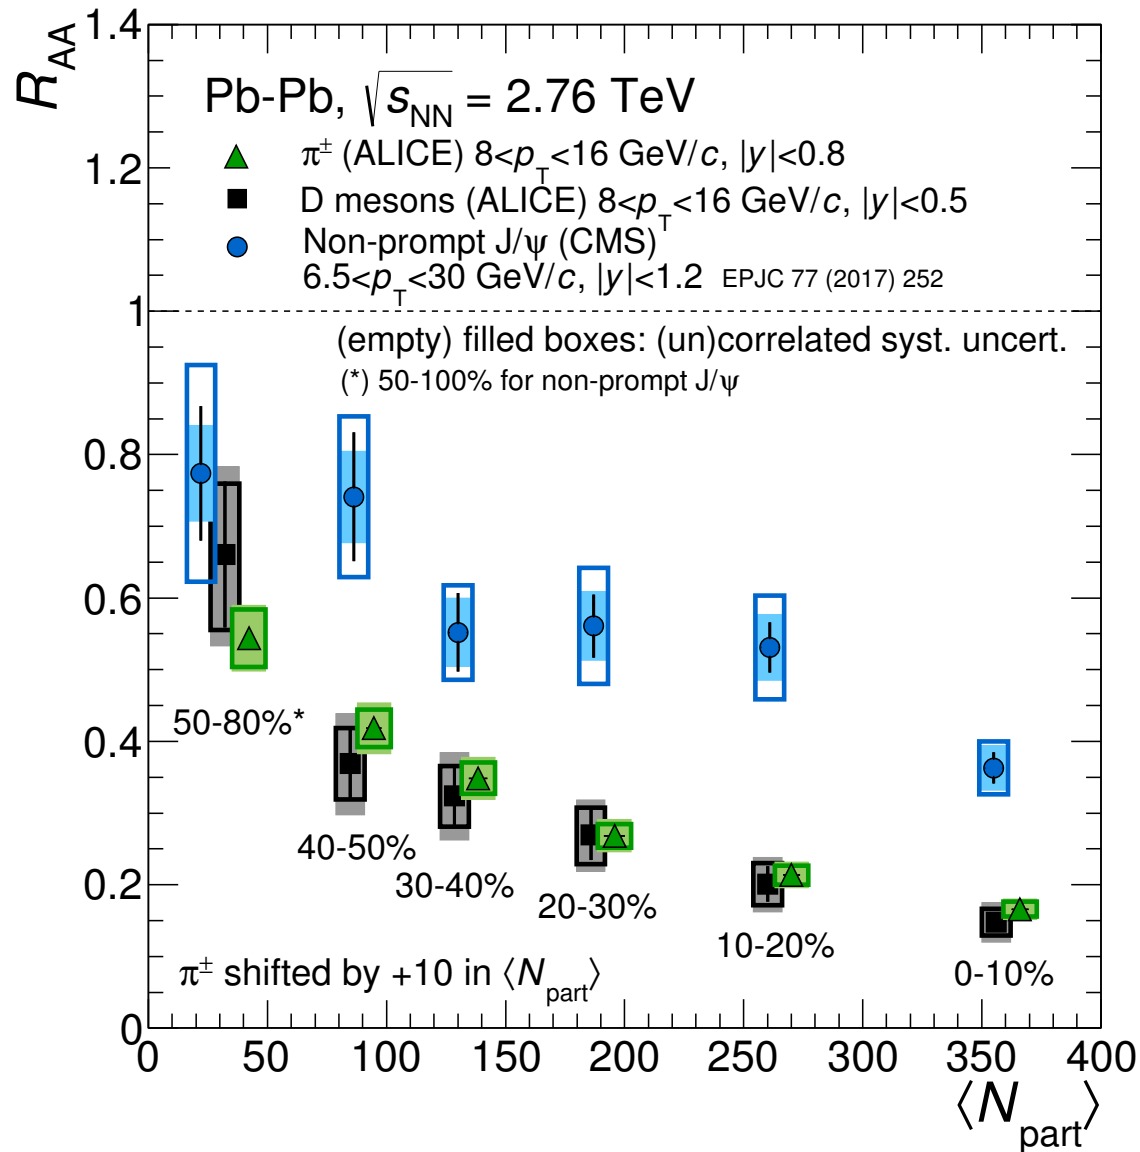 R_AA
1.4
1.2
1
0.8
0.6
0.4
0.2
0
Pb-Pb, √s_NN = 2.76 TeV
π± (ALICE) 8<p_T<16 GeV/c, |y|<0.8
D mesons (ALICE) 8<p_T<16 GeV/c, |y|<0.5
Non-prompt J/ψ (CMS)
6.5<p_T<30 GeV/c, |y|<1.2 EPJC 77 (2017) 252
(empty) filled boxes: (un)correlated syst. uncert.
(*) 50-100% for non-prompt J/ψ
50-80%*
40-50%
30-40%
20-30%
10-20%
0-10%
π± shifted by +10 in ⟨N_part⟩
0 50 100 150 200 250 300 350 400
⟨N_part⟩